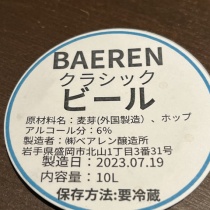 BAEREN
クラシック
ビール
原材料名：麦芽(外国製造）、ホップ
アルコール分：6%
製造者：㈱ベアレン醸造所
岩手県盛岡市北山1丁目3番31号
製造日：2023.07.19
内容量：10L
保存方法:要冷蔵